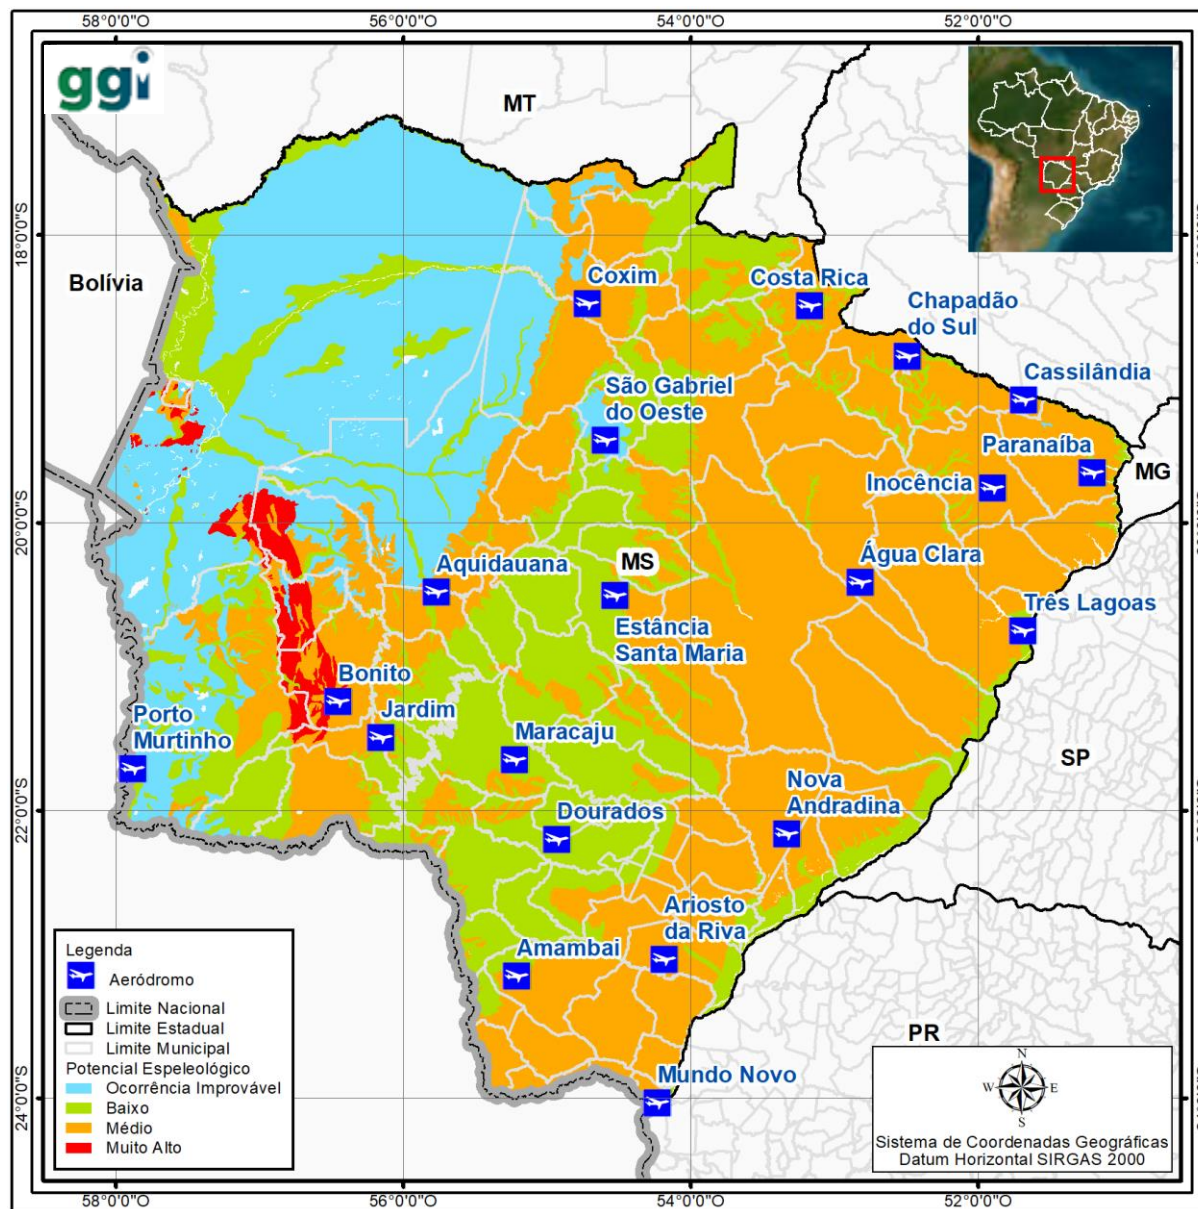 58°0'0"O
56°0'0"O
54°0'0"O
52°0'0"O
ggi
MT
18°0'0"S
Bolívia
Coxim
Costa Rica
Chapadão
do Sul
São Gabriel
do Oeste
Cassilândia
Paranaíba
MG
Inocência
20°0'0"S
Aquidauana
MS
Água Clara
Três Lagoas
Estância
Santa Maria
Bonito
Jardim
Porto
Murtinho
Maracaju
SP
Nova
Andradina
22°0'0"S
Dourados
Ariosto
da Riva
Amambai
PR
Mundo Novo
24°0'0"S
Legenda
Aeródromo
Limite Nacional
Limite Estadual
Limite Municipal
Potencial Espeleológico
Ocorrência Improvável
Baixo
Médio
Muito Alto
N
W
E
S
Sistema de Coordenadas Geográficas
Datum Horizontal SIRGAS 2000
58°0'0"O
56°0'0"O
54°0'0"O
52°0'0"O